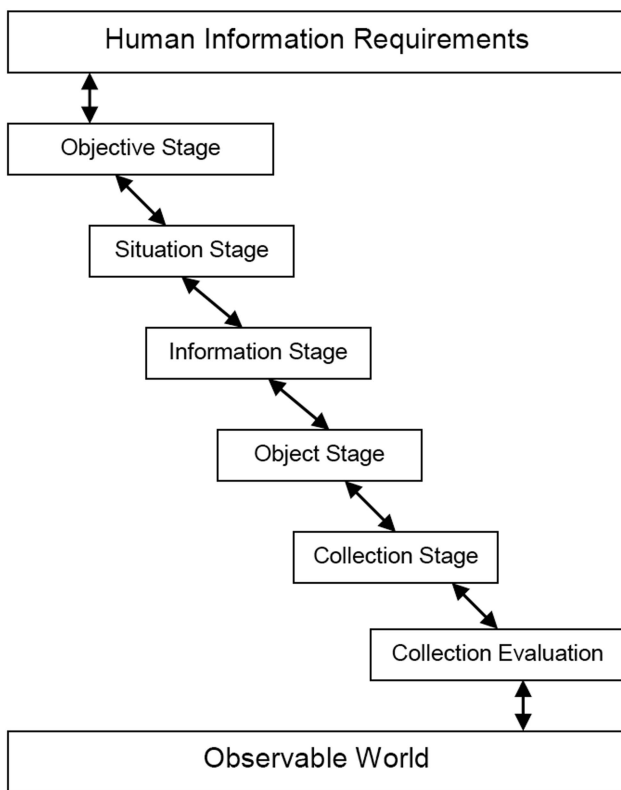 Human Information Requirements
Objective Stage
Situation Stage
Information Stage
Object Stage
Collection Stage
Collection Evaluation
Observable World